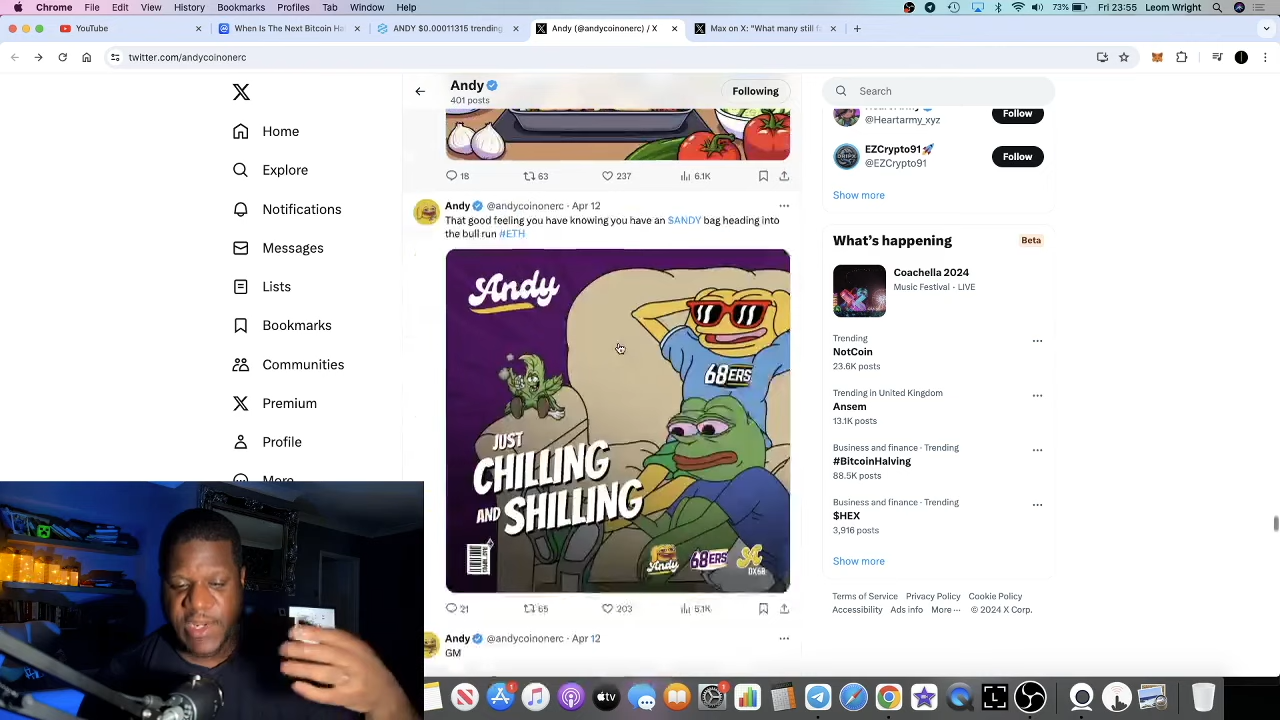 Chrome File Edit View History Bookmarks Profiles Tab Window Help
73% Fri 23:55 Leom Wright
YouTube
When Is The Next Bitcoin Ha
ANDY $0.00011315 trending
Andy (@andycoinonerc) / X
Max on X: "What many still fa
twitter.com/andycoinonerc
Home
Explore
Notifications
Messages
Lists
Bookmarks
Communities
Premium
Profile
More
Andy
401 posts
Following
18 63 237 6.1K
Andy @andycoinonerc · Apr 12
That good feeling you have knowing you have an $ANDY bag heading into
the bull run #ETH
Andy
68ERS
JUST
CHILLING
AND SHILLING
Andy
68ERS
DX68
21 65 203 5.1K
Andy @andycoinonerc · Apr 12
GM
Search
@Heartarmy_xyz
Follow
EZCrypto91🚀
@EZCrypto91
Follow
Show more
What's happening
Beta
Coachella 2024
Music Festival · LIVE
Trending
NotCoin
23.6K posts
Trending in United Kingdom
Ansem
13.1K posts
Business and finance · Trending
#BitcoinHalving
88.5K posts
Business and finance · Trending
$HEX
3,916 posts
Show more
Terms of Service Privacy Policy Cookie Policy
Accessibility Ads info More ··· © 2024 X Corp.